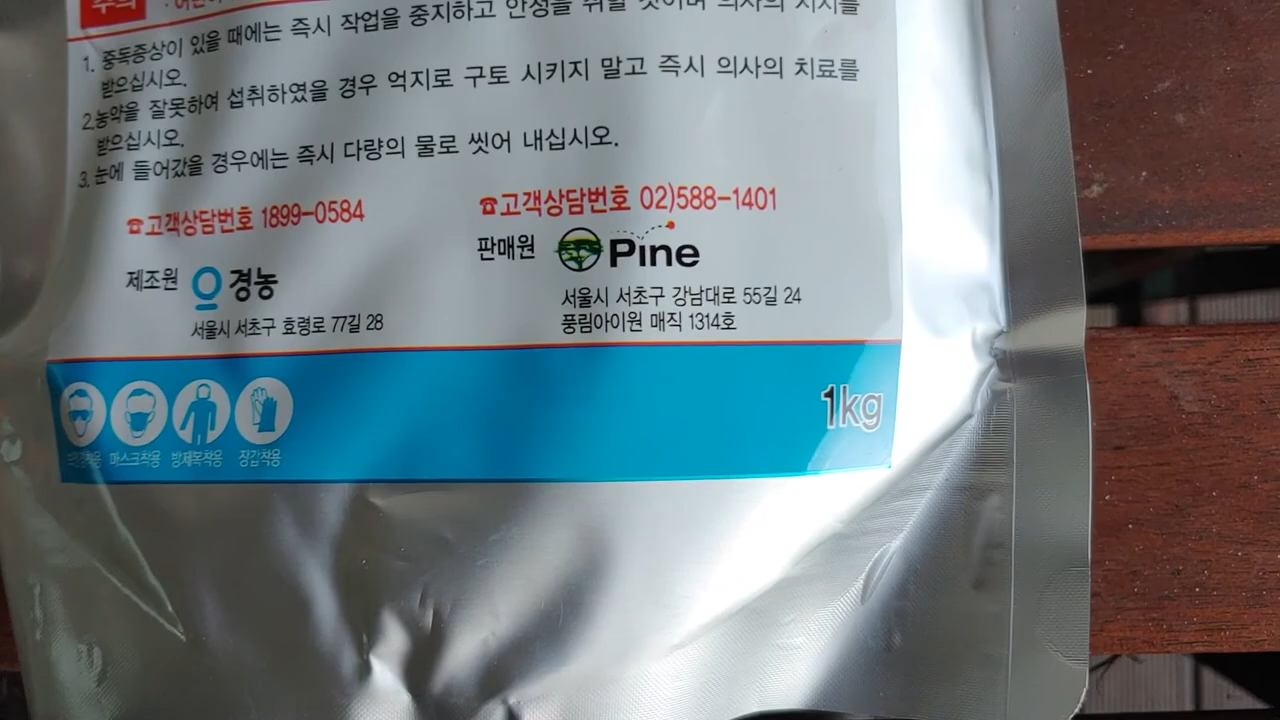 주의
1. 중독증상이 있을 때에는 즉시 작업을 중지하고 안정을 취할 것이며 의사의 지시를
받으십시오.
2.농약을 잘못하여 섭취하였을 경우 억지로 구토 시키지 말고 즉시 의사의 치료를
받으십시오.
3. 눈에 들어갔을 경우에는 즉시 다량의 물로 씻어 내십시오.
☎고객상담번호 1899-0584
☎고객상담번호 02)588-1401
제조원 경농
판매원 Pine
서울시 서초구 효령로 77길 28
서울시 서초구 강남대로 55길 24
풍림아이원 매직 1314호
마스크착용 방제복착용 장갑착용
1kg